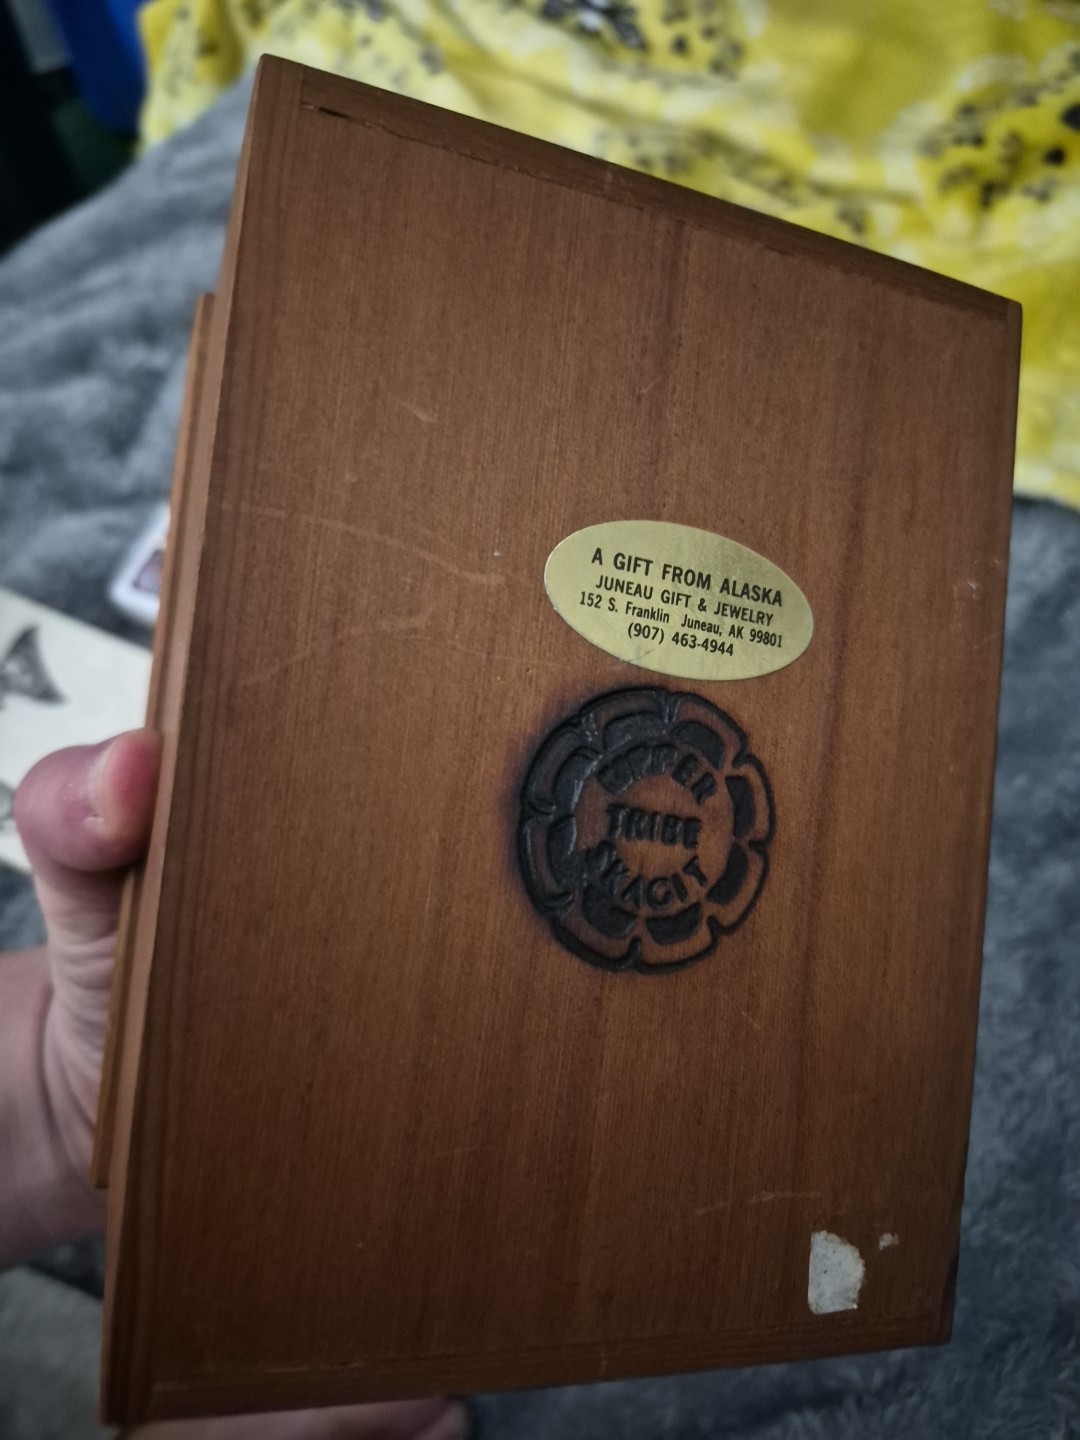 A GIFT FROM ALASKA
JUNEAU GIFT & JEWELRY
152 S. Franklin Juneau, AK 99801
(907) 463-4944
UPPER
TRIBE
SKAGIT